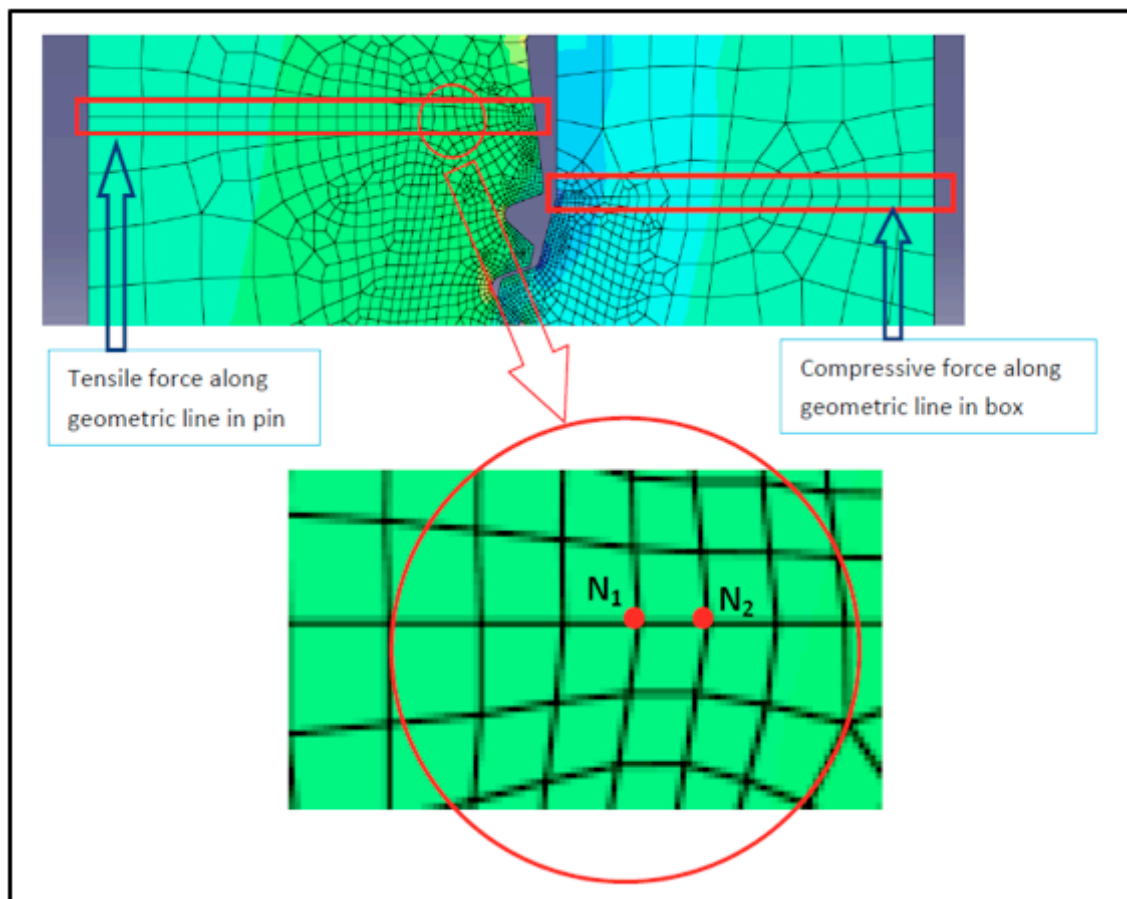 Tensile force along
geometric line in pin
Compressive force along
geometric line in box
N₁
N₂